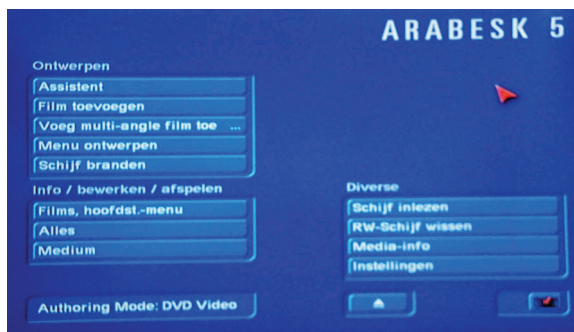 ARABESK 5
Ontwerpen
Assistent
Film toevoegen
Voeg multi-angle film toe ...
Menu ontwerpen
Schijf branden
Info / bewerken / afspelen
Films, hoofdst.-menu
Alles
Medium
Diverse
Schijf inlezen
RW-Schijf wissen
Media-info
Instellingen
Authoring Mode: DVD Video